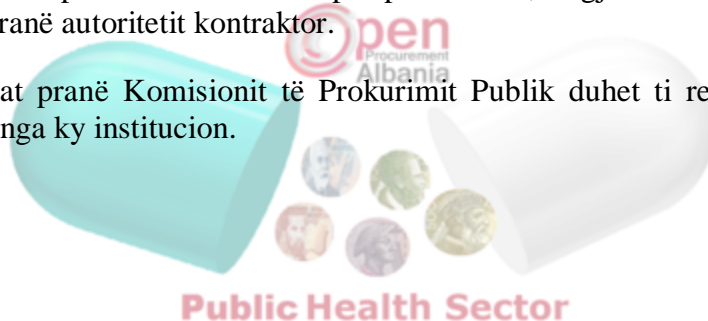 ranë autoritetit kontraktor.
Open
Procurement
Albania
at pranë Komisionit të Prokurimit Publik duhet ti re
nga ky institucion.
Public Health Sector